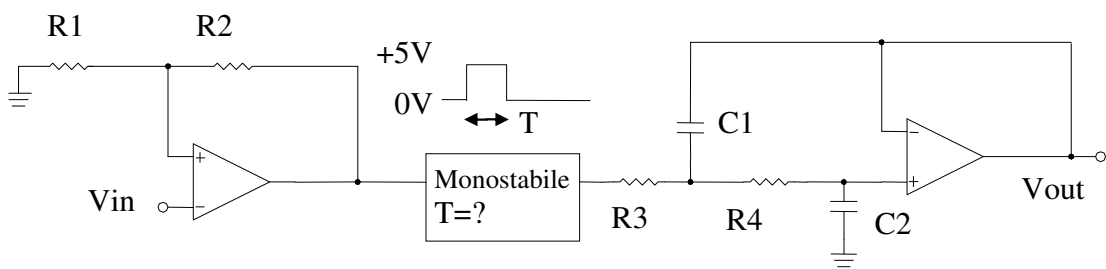 R1
R2
+5V
0V
T
C1
+
−
Vin
Monostabile
T=?
R3
R4
C2
−
+
Vout